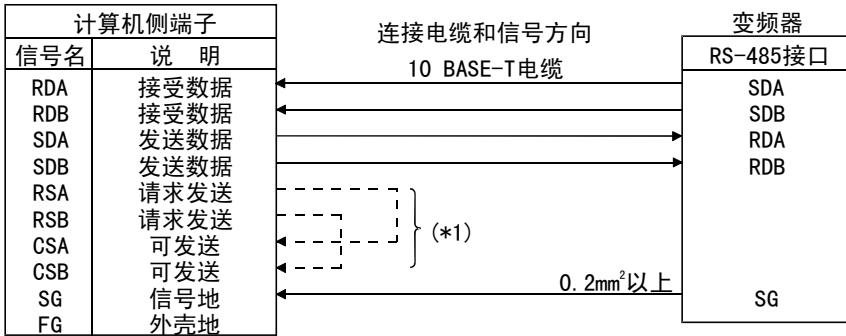 计算机侧端子
信号名 说 明
RDA 接受数据
RDB 接受数据
SDA 发送数据
SDB 发送数据
RSA 请求发送
RSB 请求发送
CSA 可发送
CSB 可发送
SG 信号地
FG 外壳地
连接电缆和信号方向
10 BASE-T电缆
(*1)
0.2mm²以上
变频器
RS-485接口
SDA
SDB
RDA
RDB
SG